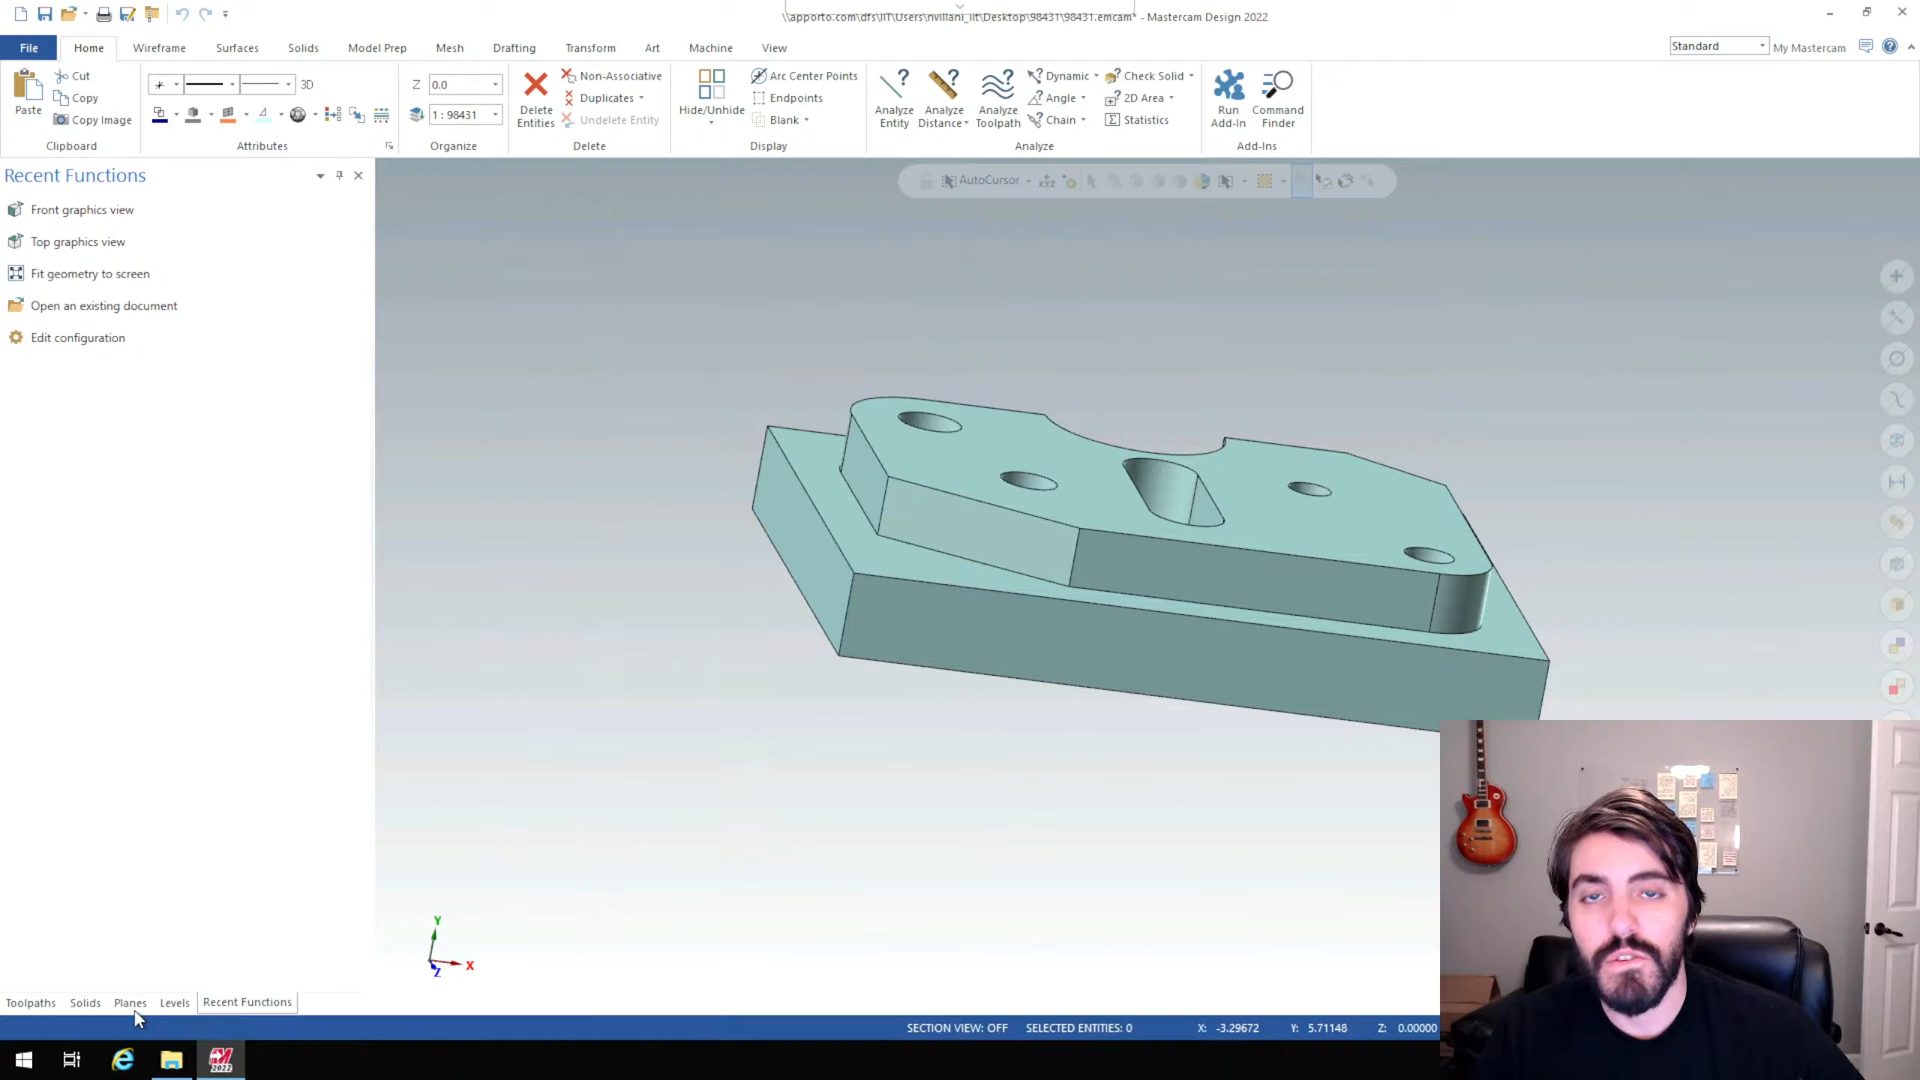 \\apporto.com\dfs\IIT\Users\nvillani_iit\Desktop\98431\98431.emcam* - Mastercam Design 2022
File Home Wireframe Surfaces Solids Model Prep Mesh Drafting Transform Art Machine View
Standard My Mastercam
Paste
Cut
Copy
Copy Image
Clipboard
3D
Attributes
Z 0.0
1 : 98431
Organize
Delete Entities
Non-Associative
Duplicates
Undelete Entity
Delete
Hide/Unhide
Arc Center Points
Endpoints
Blank
Display
Analyze Entity
Analyze Distance
Analyze Toolpath
Dynamic
Angle
Chain
Check Solid
2D Area
Statistics
Analyze
Run Add-In
Command Finder
Add-Ins
Recent Functions
AutoCursor
Front graphics view
Top graphics view
Fit geometry to screen
Open an existing document
Edit configuration
Y
X
Z
Toolpaths Solids Planes Levels Recent Functions
SECTION VIEW: OFF SELECTED ENTITIES: 0 X: -3.29672 Y: 5.71148 Z: 0.00000
2022